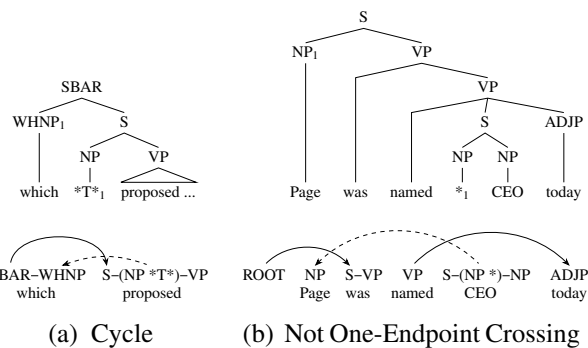 S
NP₁ VP
SBAR VP
WHNP₁ S S ADJP
NP VP NP NP
which *T*₁ proposed ... Page was named *₁ CEO today
BAR–WHNP S–(NP *T*)–VP ROOT NP S–VP VP S–(NP *)–NP ADJP
which proposed Page was named CEO today
(a) Cycle (b) Not One-Endpoint Crossing